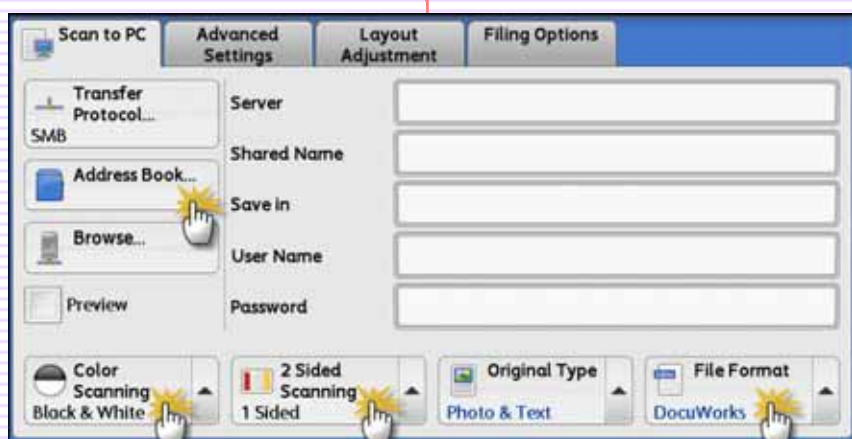 Scan to PC
Advanced
Settings
Layout
Adjustment
Filing Options
Transfer
Protocol...
SMB
Server
Shared Name
Address Book...
Save in
Browse...
User Name
Preview
Password
Color
Scanning
Black & White
2 Sided
Scanning
1 Sided
Original Type
Photo & Text
File Format
DocuWorks